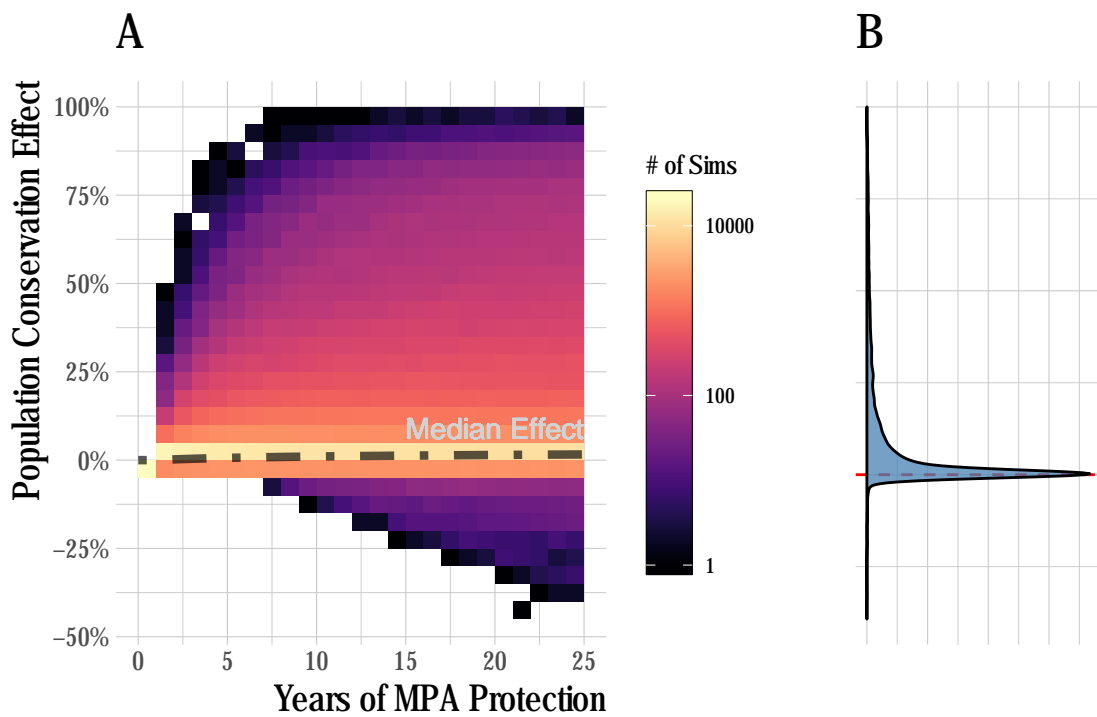 A
B
Population Conservation Effect
100%
75%
50%
25%
0%
−25%
−50%
Median Effect
# of Sims
10000
100
1
0
5
10
15
20
25
Years of MPA Protection